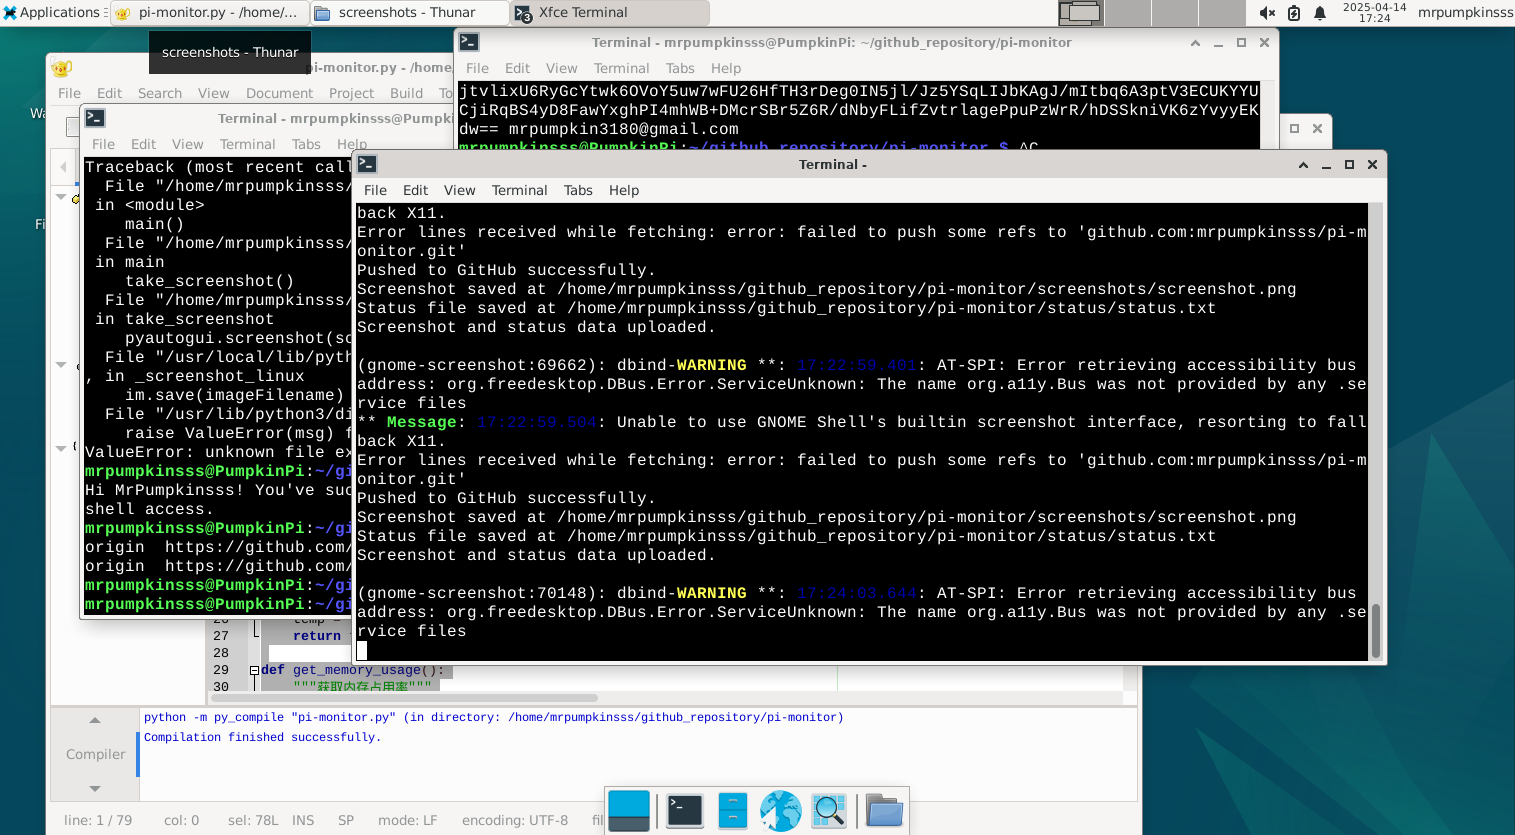 Applications
pi-monitor.py - /home/...
screenshots - Thunar
Xfce Terminal
3
2025-04-14
17:24
mrpumpkinsss
screenshots - Thunar
pi-monitor.py - /home,
File Edit Search View Document Project Build To
Terminal - mrpumpkinsss@PumpkinPi: ~/github_repository/pi-monitor
File Edit View Terminal Tabs Help
jtvlixU6RyGcYtwk6OVoY5uw7wFU26HfTH3rDeg0IN5jl/Jz5YSqLIJbKAgJ/mItbq6A3ptV3ECUKYYU
CjiRqBS4yD8FawYxghPI4mhWB+DMcrSBr5Z6R/dNbyFLifZvtrlagePpuPzWrR/hDSSkniVK6zYvyyEK
dw== mrpumpkin3180@gmail.com
mrpumpkinsss@PumpkinPi:~/github_repository/pi-monitor $ ^C
Terminal - mrpumpkinsss@Pumpki
File Edit View Terminal Tabs Help
Traceback (most recent call
File "/home/mrpumpkinsss/
in <module>
main()
File "/home/mrpumpkinsss/
in main
take_screenshot()
File "/home/mrpumpkinsss/
in take_screenshot
pyautogui.screenshot(sc
File "/usr/local/lib/pyth
, in _screenshot_linux
im.save(imageFilename)
File "/usr/lib/python3/di
raise ValueError(msg) f
ValueError: unknown file ex
mrpumpkinsss@PumpkinPi:~/gi
Hi MrPumpkinsss! You've suc
shell access.
mrpumpkinsss@PumpkinPi:~/gi
origin  https://github.com/
origin  https://github.com/
mrpumpkinsss@PumpkinPi:~/gi
mrpumpkinsss@PumpkinPi:~/gi
Terminal -
File Edit View Terminal Tabs Help
back X11.
Error lines received while fetching: error: failed to push some refs to 'github.com:mrpumpkinsss/pi-m
onitor.git'
Pushed to GitHub successfully.
Screenshot saved at /home/mrpumpkinsss/github_repository/pi-monitor/screenshots/screenshot.png
Status file saved at /home/mrpumpkinsss/github_repository/pi-monitor/status/status.txt
Screenshot and status data uploaded.
(gnome-screenshot:69662): dbind-WARNING **: 17:22:59.401: AT-SPI: Error retrieving accessibility bus
address: org.freedesktop.DBus.Error.ServiceUnknown: The name org.a11y.Bus was not provided by any .se
rvice files
** Message: 17:22:59.504: Unable to use GNOME Shell's builtin screenshot interface, resorting to fall
back X11.
Error lines received while fetching: error: failed to push some refs to 'github.com:mrpumpkinsss/pi-m
onitor.git'
Pushed to GitHub successfully.
Screenshot saved at /home/mrpumpkinsss/github_repository/pi-monitor/screenshots/screenshot.png
Status file saved at /home/mrpumpkinsss/github_repository/pi-monitor/status/status.txt
Screenshot and status data uploaded.
(gnome-screenshot:70148): dbind-WARNING **: 17:24:03.644: AT-SPI: Error retrieving accessibility bus
address: org.freedesktop.DBus.Error.ServiceUnknown: The name org.a11y.Bus was not provided by any .se
rvice files
26 temp =
27 return
28
29 def get_memory_usage():
30 """获取内存占用率"""
Compiler
python -m py_compile "pi-monitor.py" (in directory: /home/mrpumpkinsss/github_repository/pi-monitor)
Compilation finished successfully.
line: 1 / 79 col: 0 sel: 78L INS SP mode: LF encoding: UTF-8 fil